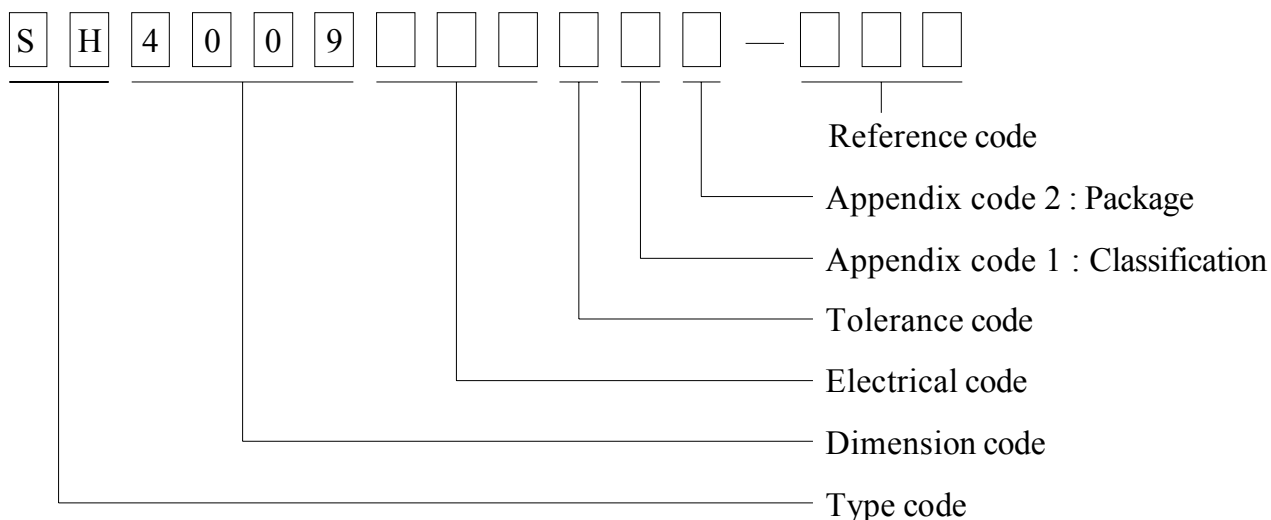 S H 4 0 0 9 —
Reference code
Appendix code 2 : Package
Appendix code 1 : Classification
Tolerance code
Electrical code
Dimension code
Type code